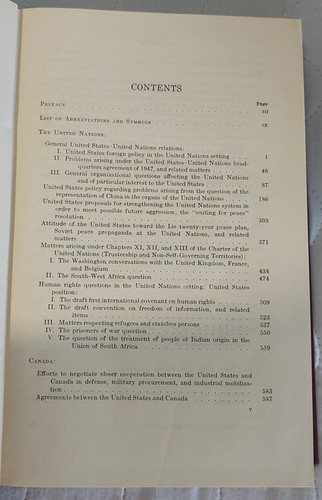 CONTENTS
Page
PREFACE III
LIST OF ABBREVIATIONS AND SYMBOLS IX
THE UNITED NATIONS:
General United States–United Nations relations:
I. United States foreign policy in the United Nations setting 1
II. Problems arising under the United States–United Nations head-
quarters agreement of 1947, and related matters 46
III. General organizational questions affecting the United Nations
and of particular interest to the United States 87
United States policy regarding problems arising from the question of the
representation of China in the organs of the United Nations 186
United States proposals for strengthening the United Nations system in
order to meet possible future aggression; the "uniting for peace"
resolution 303
Attitude of the United States toward the Lie twenty-year peace plan,
Soviet peace propaganda at the United Nations, and related
matters 371
Matters arising under Chapters XI, XII, and XIII of the Charter of the
United Nations (Trusteeship and Non-Self-Governing Territories):
I. The Washington conversations with the United Kingdom, France,
and Belgium 434
II. The South-West Africa question 474
Human rights questions in the United Nations setting: United States
position:
I. The draft first international covenant on human rights 509
II. The draft convention on freedom of information, and related
items 523
III. Matters respecting refugees and stateless persons 537
IV. The prisoners of war question 550
V. The question of the treatment of people of Indian origin in the
Union of South Africa 559
CANADA:
Efforts to negotiate closer cooperation between the United States and
Canada in defense, military procurement, and industrial mobiliza-
tion 583
Agreements between the United States and Canada 587
V